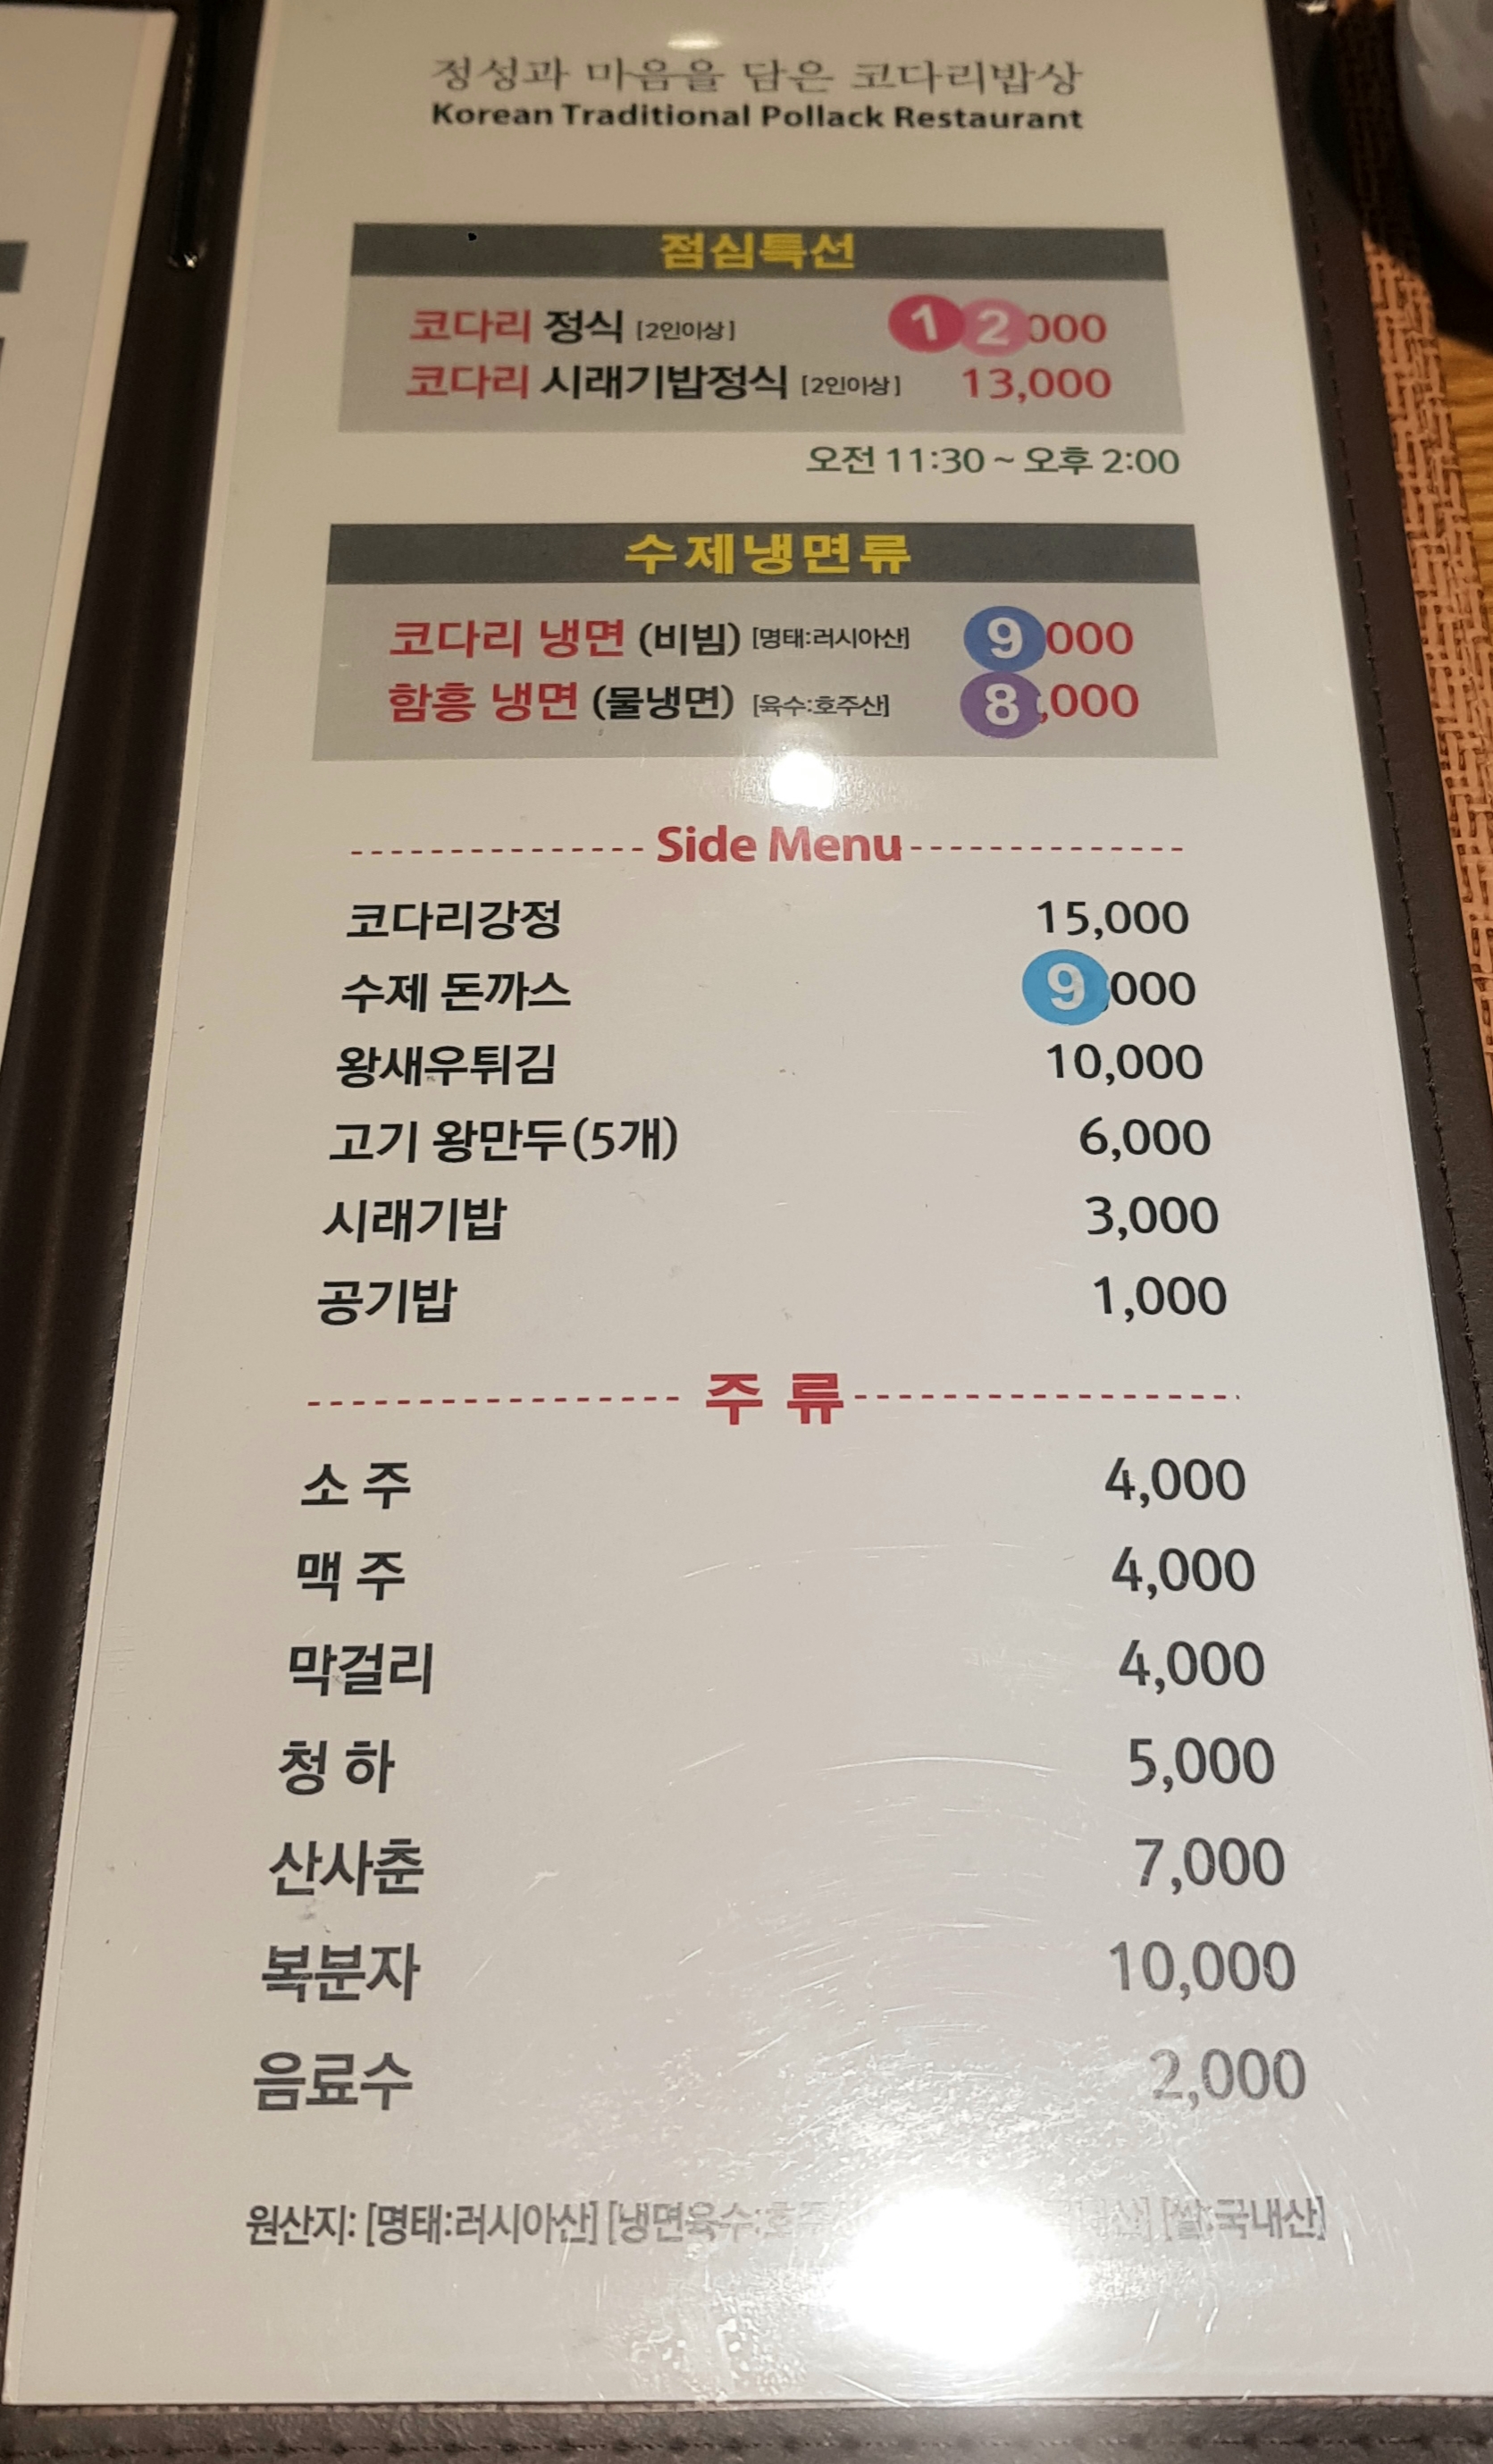 정성과 마음을 담은 코다리밥상
Korean Traditional Pollack Restaurant
점심특선
코다리 정식 [2인이상] 12000
코다리 시래기밥정식 [2인이상] 13,000
오전 11:30 ~ 오후 2:00
수제냉면류
코다리 냉면 (비빔) [명태:러시아산] 9000
함흥 냉면 (물냉면) [육수:호주산] 8,000
Side Menu
코다리강정 15,000
수제 돈까스 9,000
왕새우튀김 10,000
고기 왕만두(5개) 6,000
시래기밥 3,000
공기밥 1,000
주 류
소 주 4,000
맥 주 4,000
막걸리 4,000
청 하 5,000
산사춘 7,000
복분자 10,000
음료수 2,000
원산지: [명태:러시아산] [냉면육수:호주 [쌀:국내산]